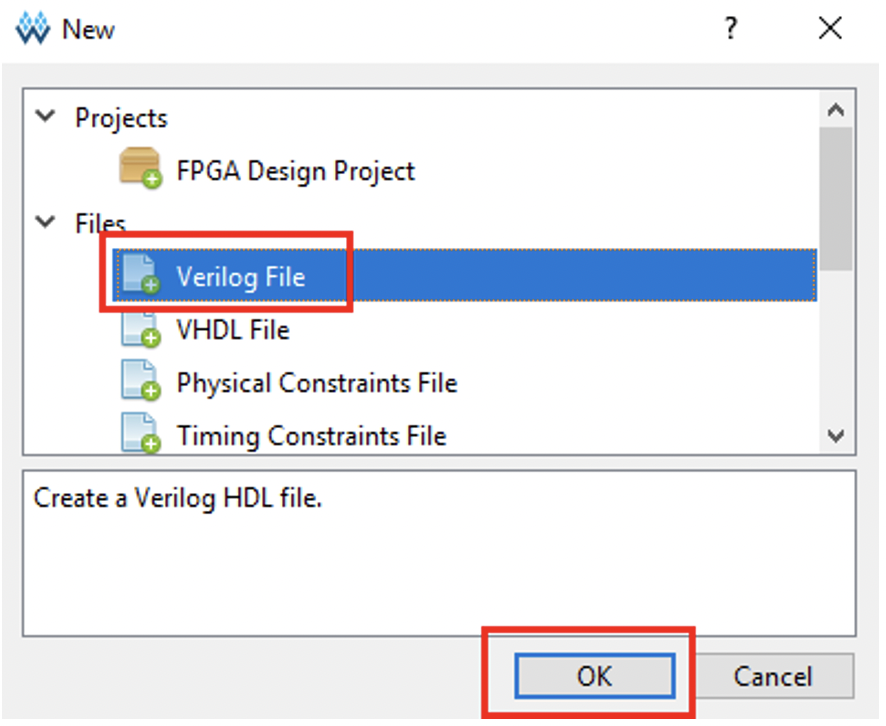 New
?
Projects
FPGA Design Project
Files
Verilog File
VHDL File
Physical Constraints File
Timing Constraints File
Create a Verilog HDL file.
OK Cancel